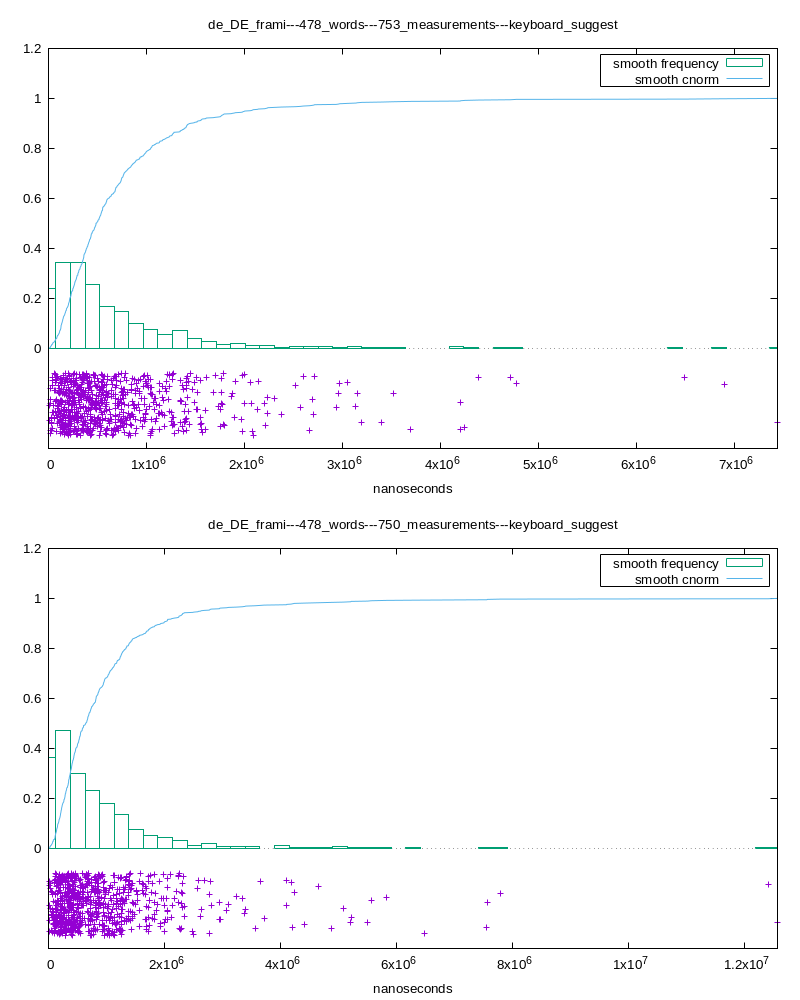 de_DE_frami---478_words---753_measurements---keyboard_suggest
1.2
smooth frequency
smooth cnorm
1
0.8
0.6
0.4
0.2
0
0 1x10^6 2x10^6 3x10^6 4x10^6 5x10^6 6x10^6 7x10^6
nanoseconds
de_DE_frami---478_words---750_measurements---keyboard_suggest
1.2
smooth frequency
smooth cnorm
1
0.8
0.6
0.4
0.2
0
0 2x10^6 4x10^6 6x10^6 8x10^6 1x10^7 1.2x10^7
nanoseconds